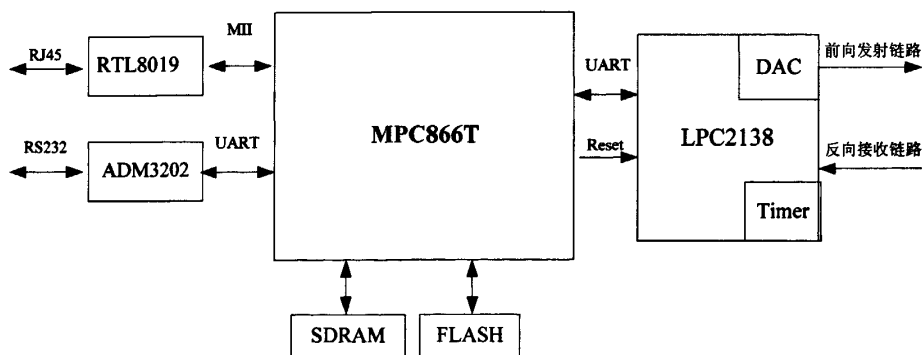 RJ45
RTL8019
MII
RS232
ADM3202
UART
MPC866T
UART
Reset
LPC2138
DAC
Timer
前向发射链路
反向接收链路
SDRAM
FLASH